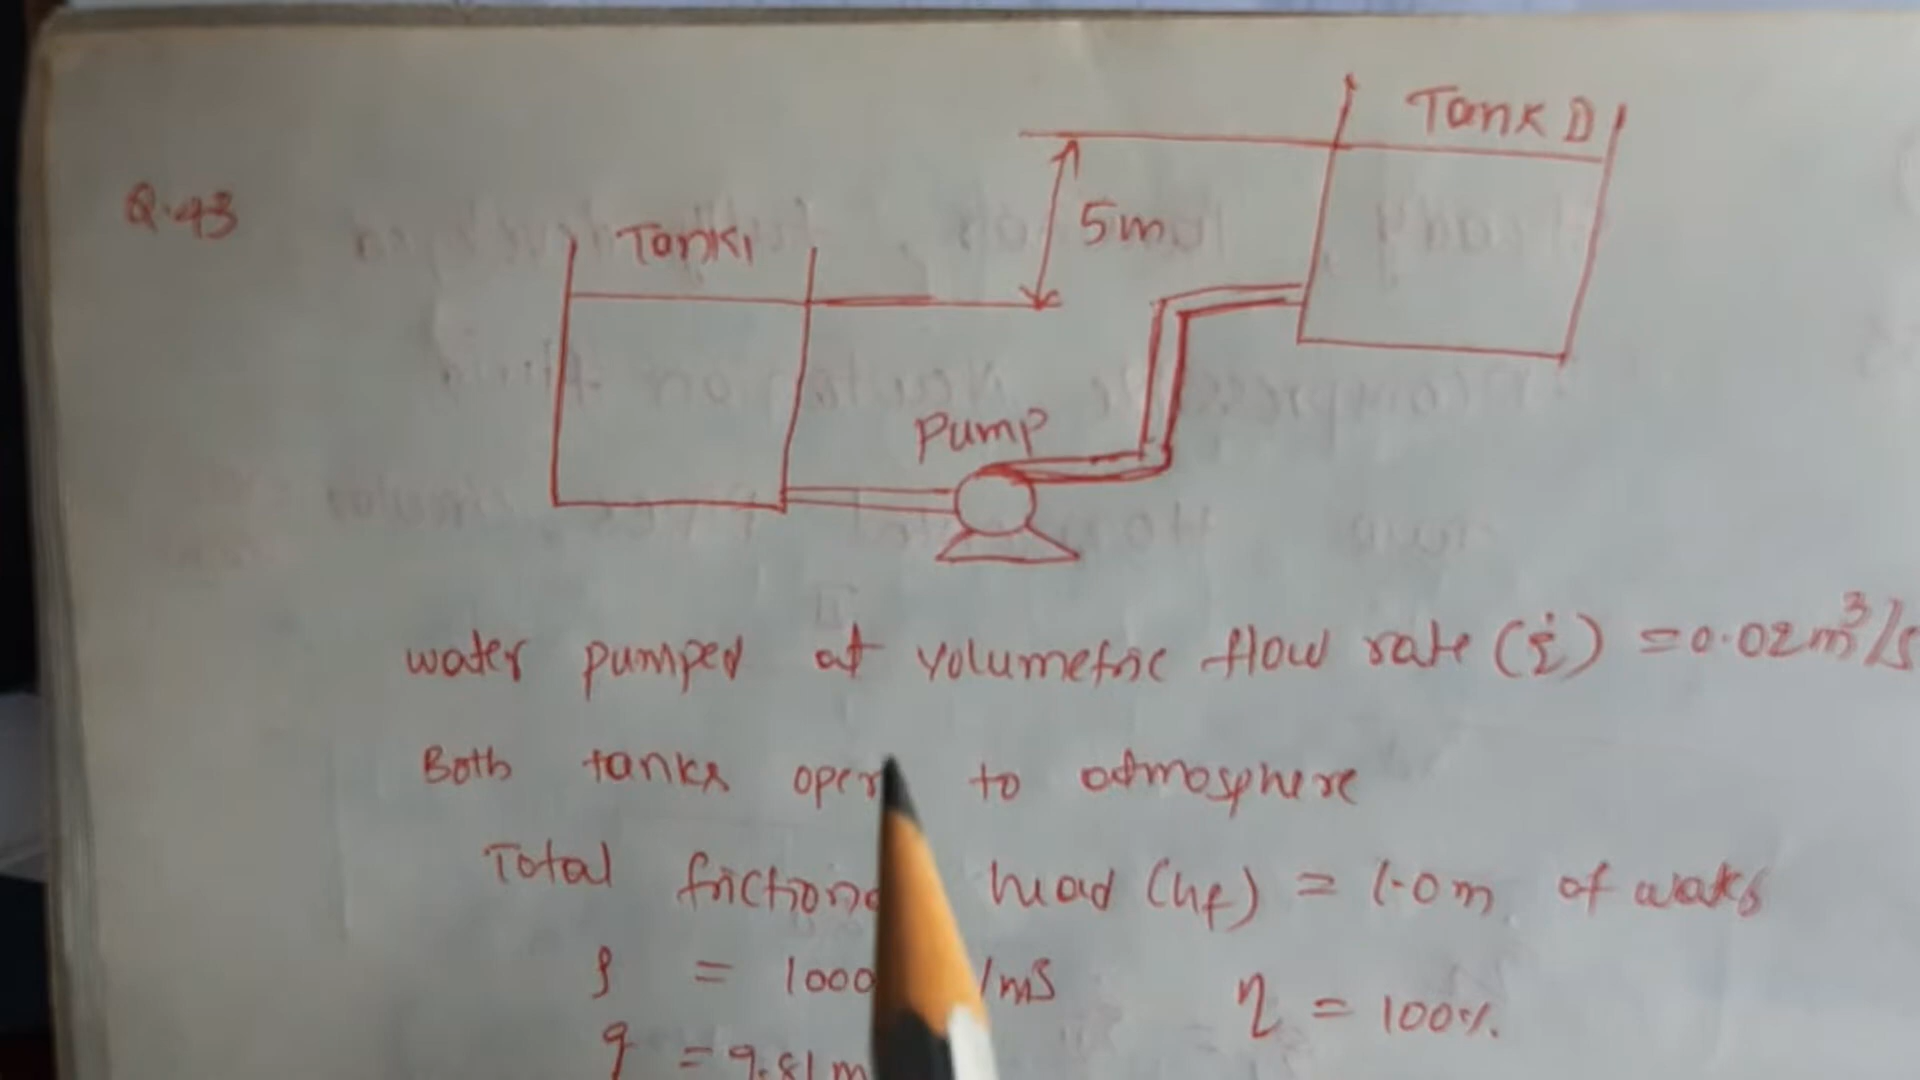 Tank D
Q.43
Tank1
5m
Pump
water pumped at volumetric flow rate ( ) = 0.02 m³/s
Both tanks open to atmosphere
Total friction head (hf) = 1.0 m of water
ρ = 1000 /m3
η = 100%
g = 9.81 m